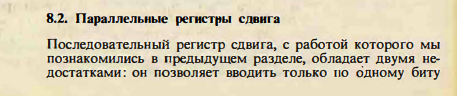 8.2. Параллельные регистры сдвига
Последовательный регистр сдвига, с работой которого мы
познакомились в предыдущем разделе, обладает двумя не-
достатками: он позволяет вводить только по одному биту